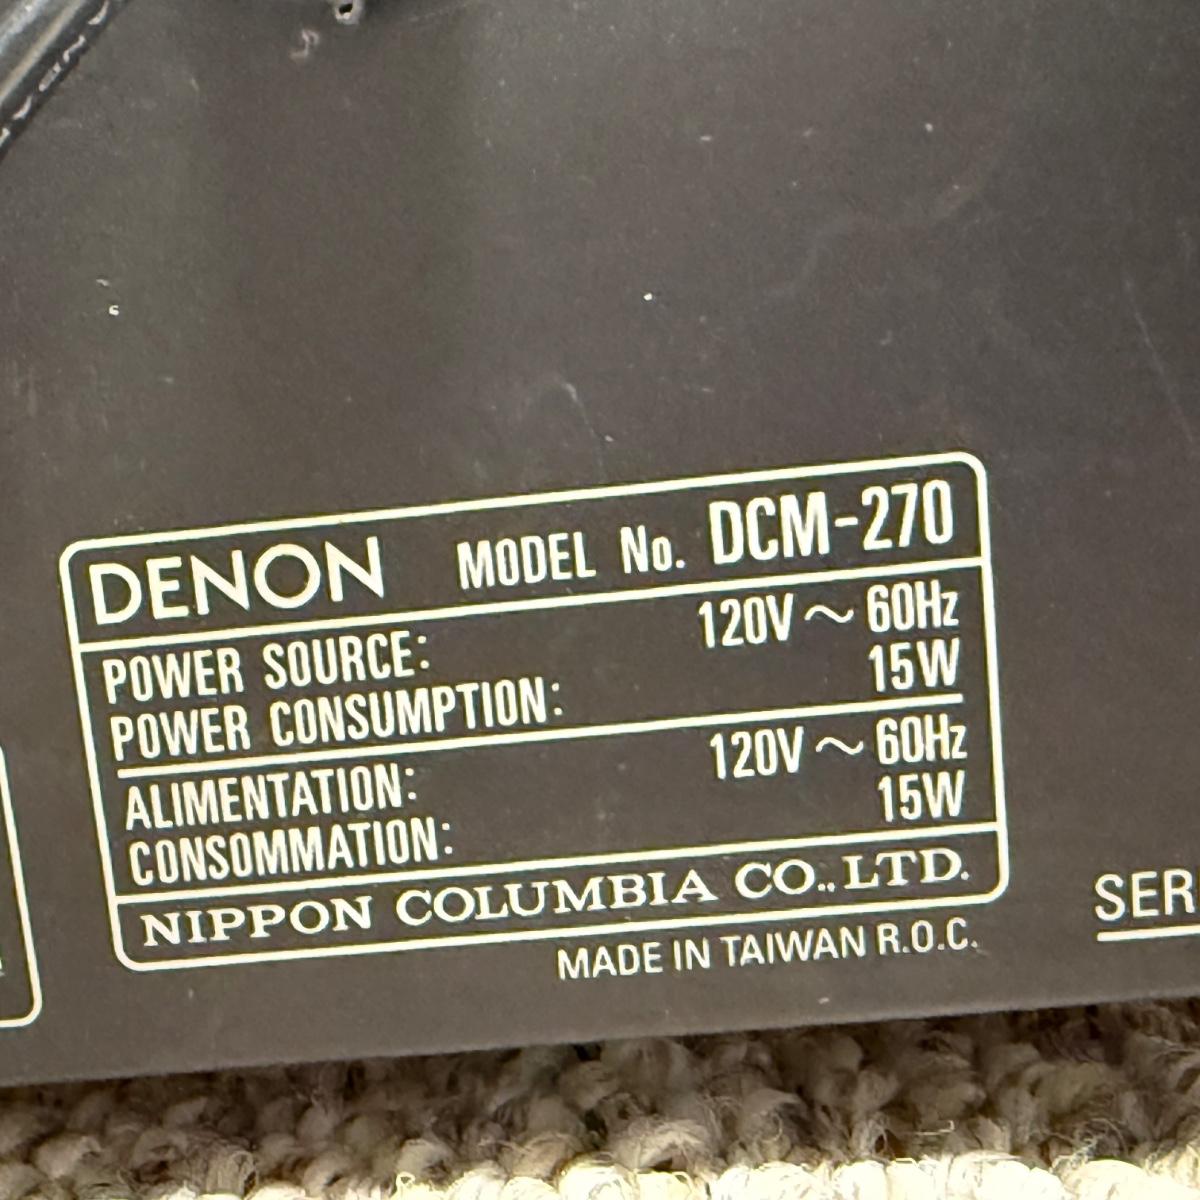 DENON MODEL No. DCM-270
POWER SOURCE: 120V ~ 60Hz
POWER CONSUMPTION: 15W
ALIMENTATION: 120V ~ 60Hz
CONSOMMATION: 15W
NIPPON COLUMBIA CO.,LTD.
MADE IN TAIWAN R.O.C.